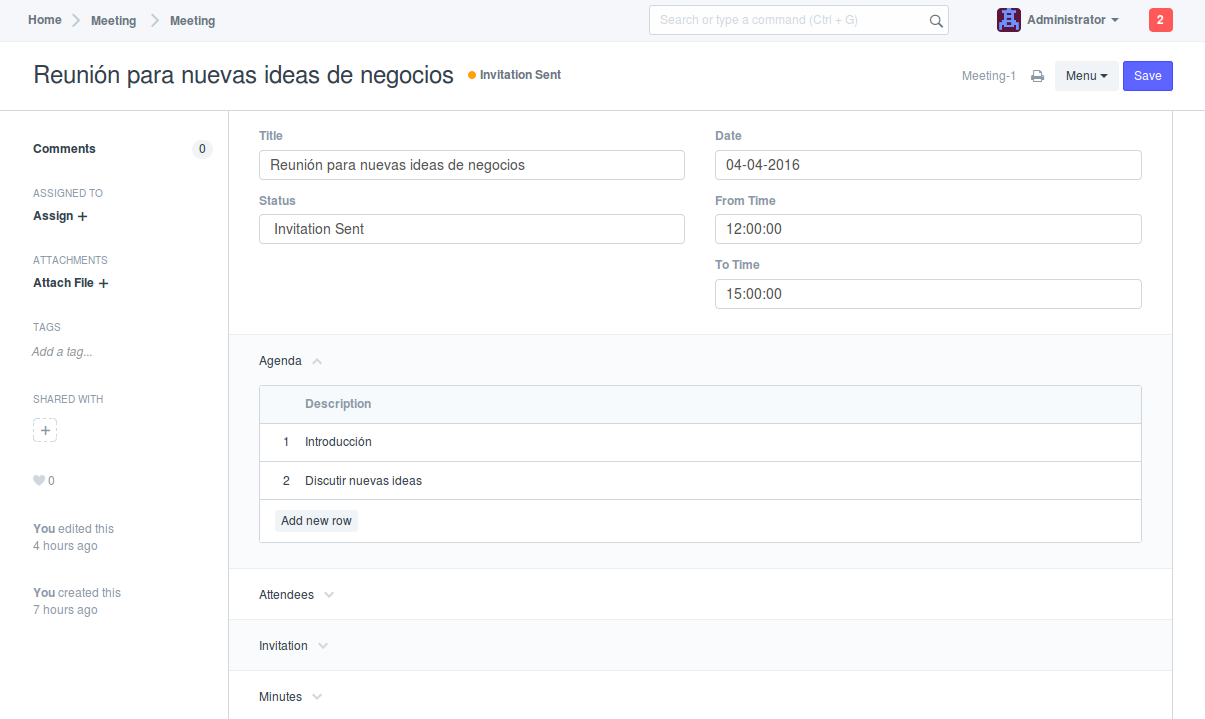 Home Meeting Meeting Search or type a command (Ctrl + G) Administrator 2
Reunión para nuevas ideas de negocios Invitation Sent Meeting-1 Menu Save
Comments 0
ASSIGNED TO
Assign +
ATTACHMENTS
Attach File +
TAGS
Add a tag...
SHARED WITH
+
0
You edited this
4 hours ago
You created this
7 hours ago
Title
Reunión para nuevas ideas de negocios
Status
Invitation Sent
Date
04-04-2016
From Time
12:00:00
To Time
15:00:00
Agenda
Description
1 Introducción
2 Discutir nuevas ideas
Add new row
Attendees
Invitation
Minutes